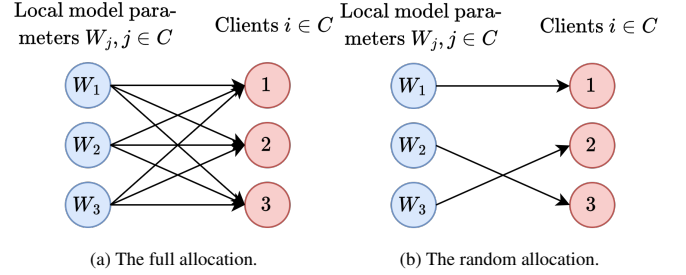 Local model para-
meters W_j, j ∈ C
Clients i ∈ C
W_1
W_2
W_3
1
2
3
(a) The full allocation.
Local model para-
meters W_j, j ∈ C
Clients i ∈ C
W_1
W_2
W_3
1
2
3
(b) The random allocation.